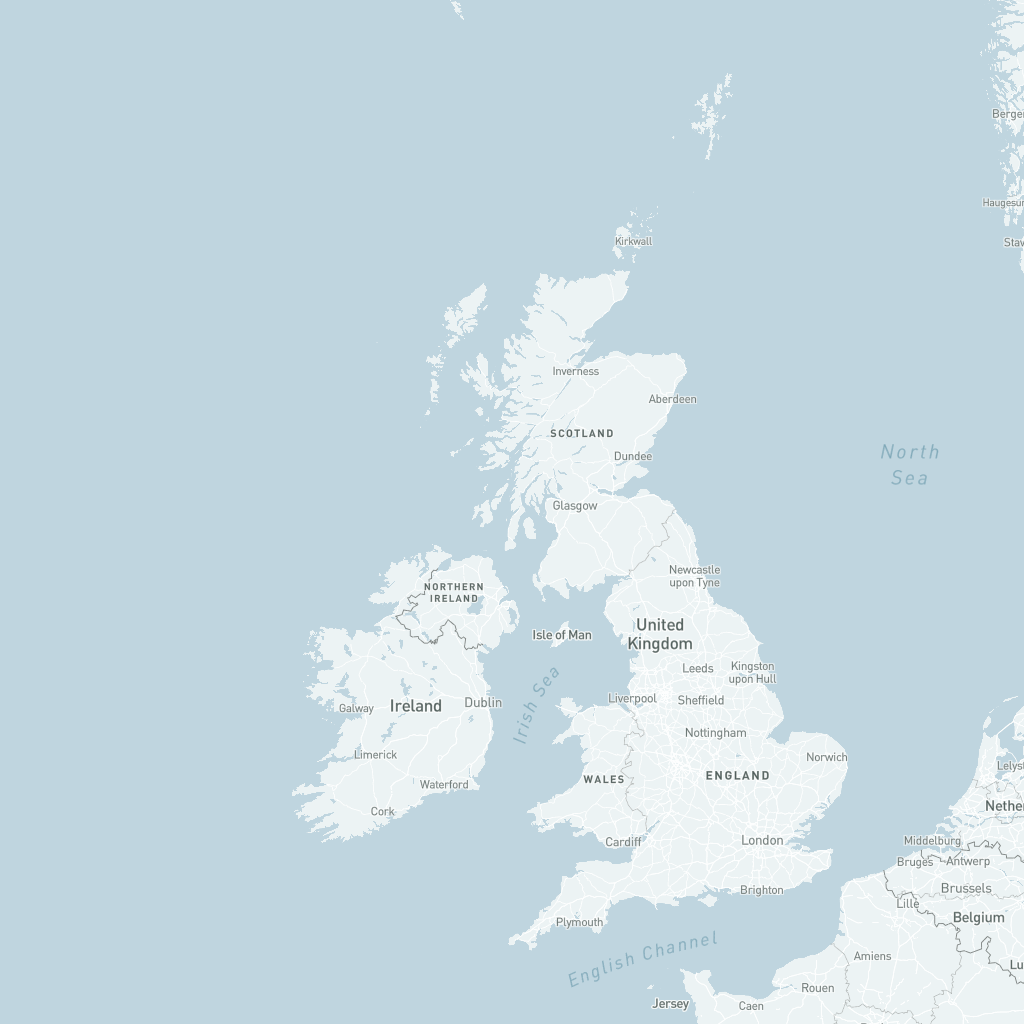 Kirkwall
Inverness
Aberdeen
SCOTLAND
North
Sea
Dundee
Glasgow
Newcastle
upon Tyne
NORTHERN
IRELAND
United
Kingdom
Isle of Man
Leeds
Kingston
upon Hull
Irish Sea
Liverpool
Sheffield
Galway
Ireland
Dublin
Nottingham
Limerick
Norwich
WALES
ENGLAND
Waterford
Cork
Cardiff
London
Middelburg
Bruges
Antwerp
Brighton
Brussels
Lille
Belgium
Plymouth
English Channel
Amiens
Rouen
Jersey
Caen
Berge
Haugesu
Stav
Lelyst
Nether
Lu